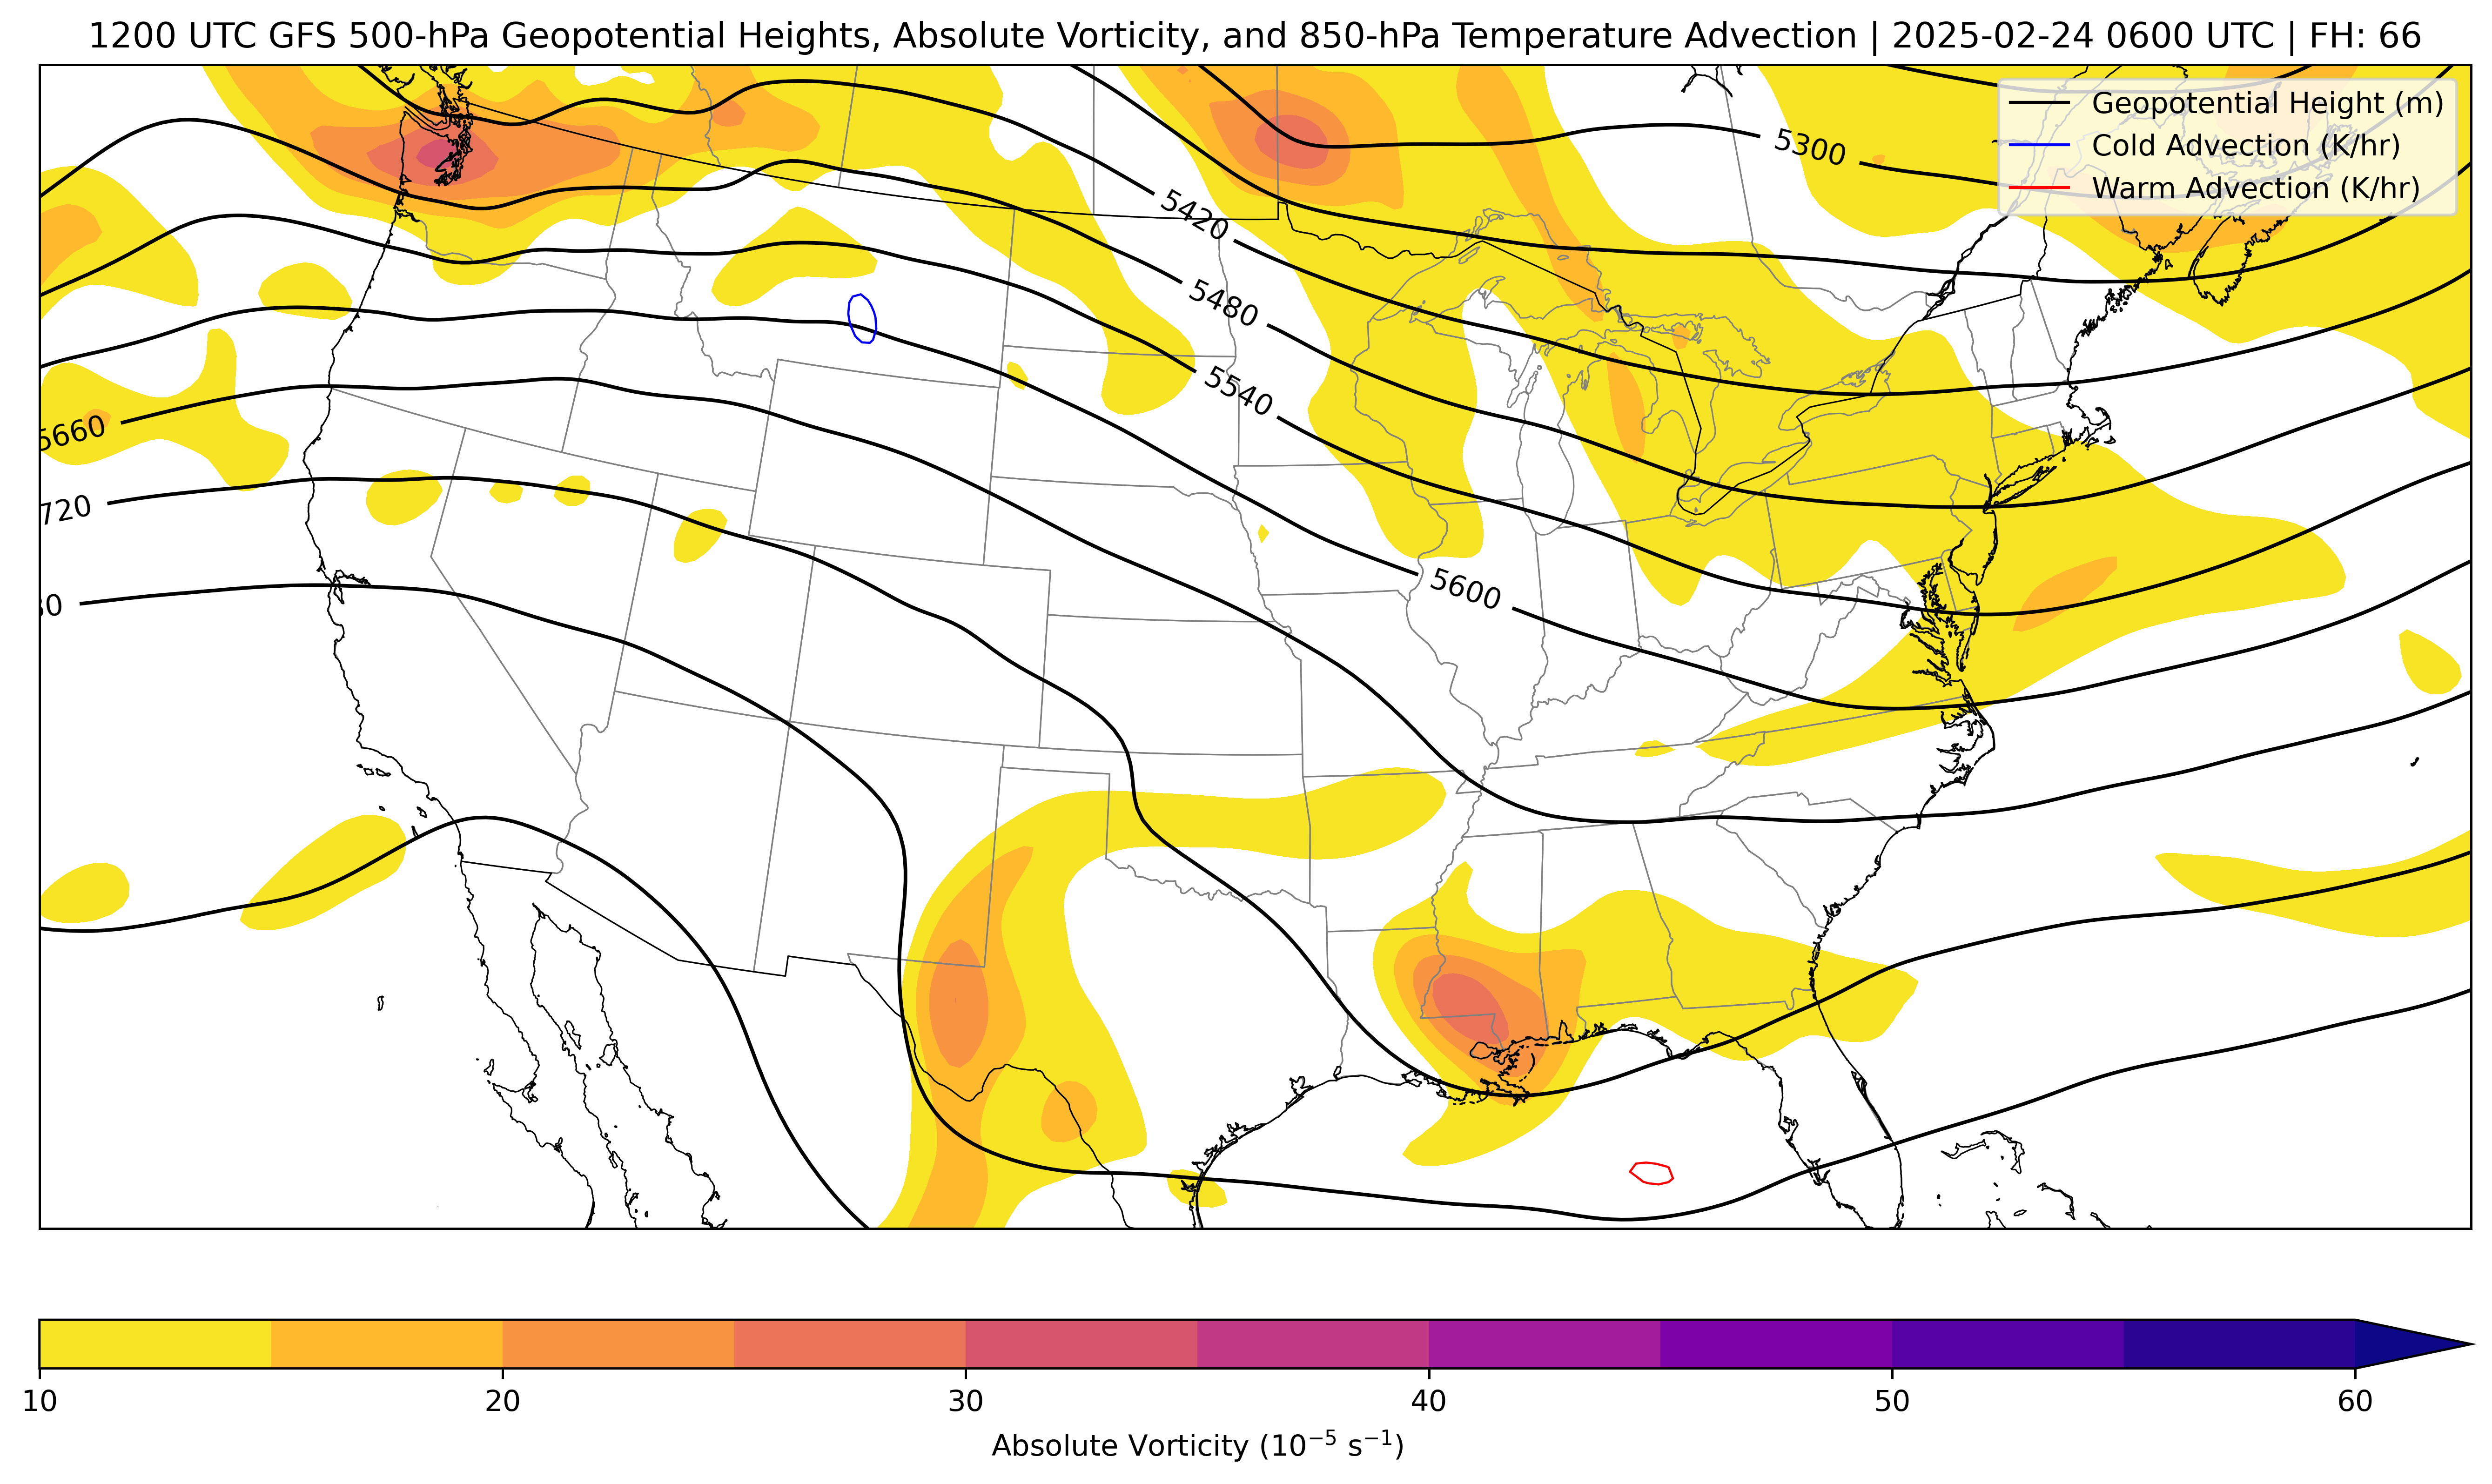 1200 UTC GFS 500-hPa Geopotential Heights, Absolute Vorticity, and 850-hPa Temperature Advection | 2025-02-24 0600 UTC | FH: 66
Geopotential Height (m)
Cold Advection (K/hr)
Warm Advection (K/hr)
5300
5420
5480
5540
5660
720
5600
10 20 30 40 50 60
Absolute Vorticity (10⁻⁵ s⁻¹)